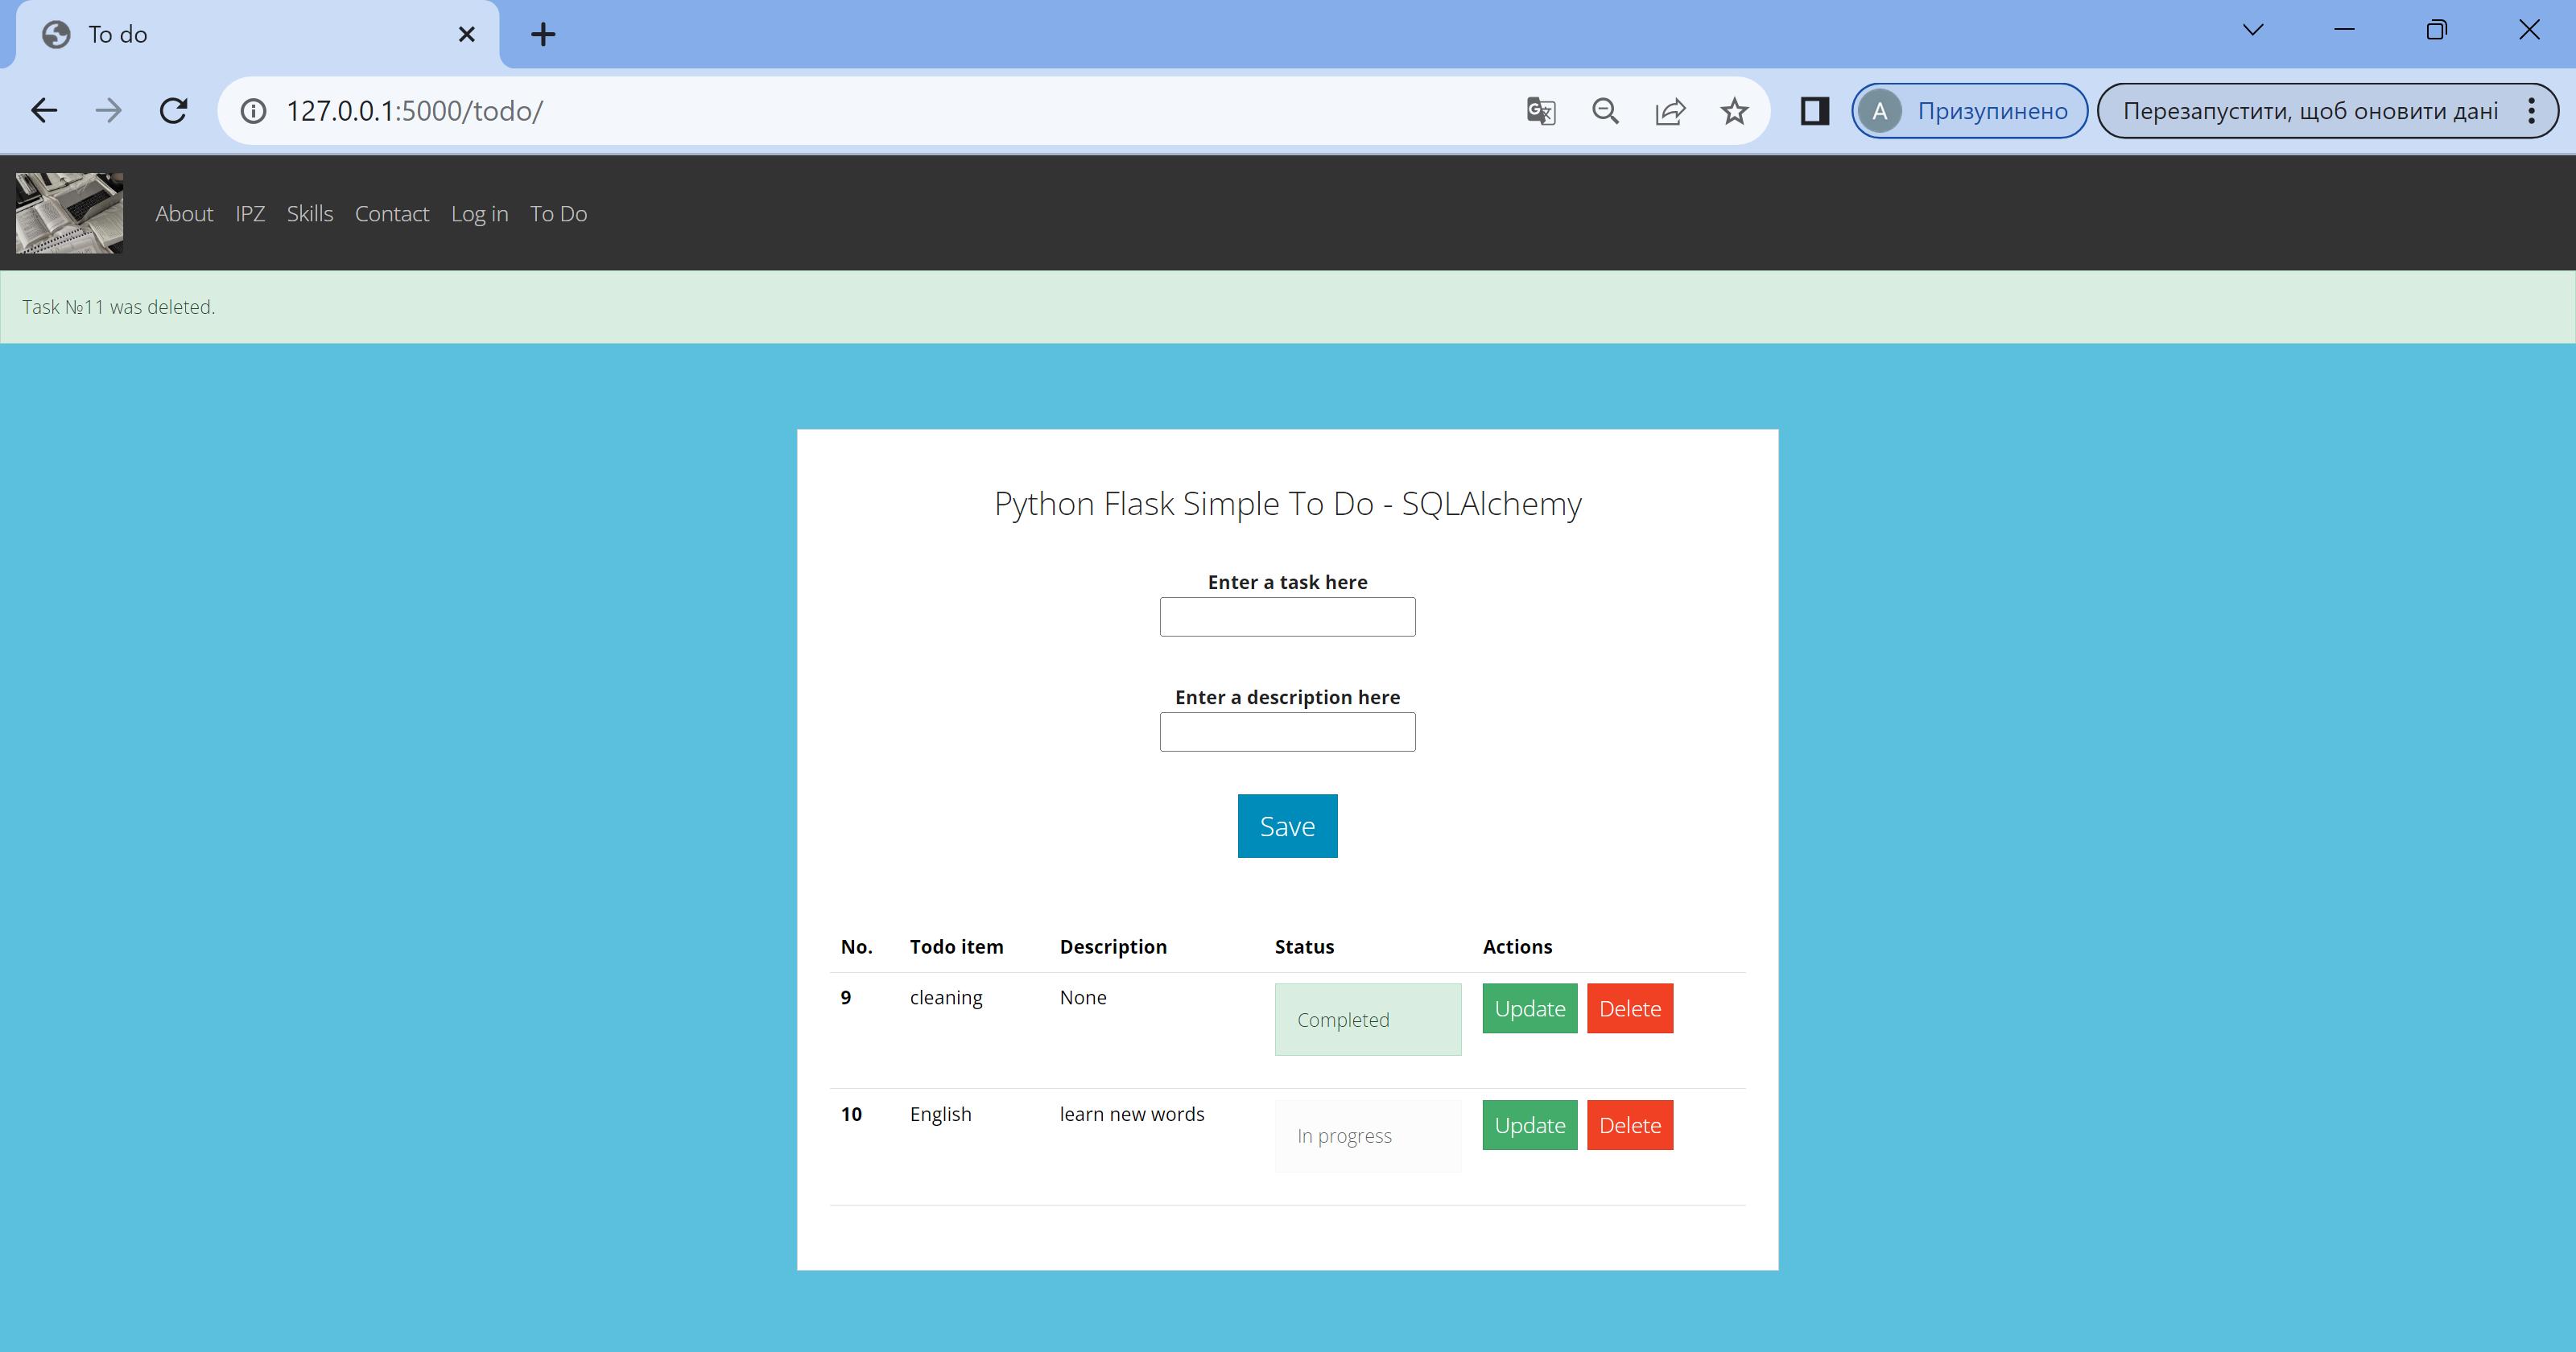 To do
127.0.0.1:5000/todo/
A Призупинено Перезапустити, щоб оновити дані
About IPZ Skills Contact Log in To Do
Task №11 was deleted.
Python Flask Simple To Do - SQLAlchemy
Enter a task here
Enter a description here
Save
No. Todo item Description Status Actions
9 cleaning None Completed Update Delete
10 English learn new words In progress Update Delete